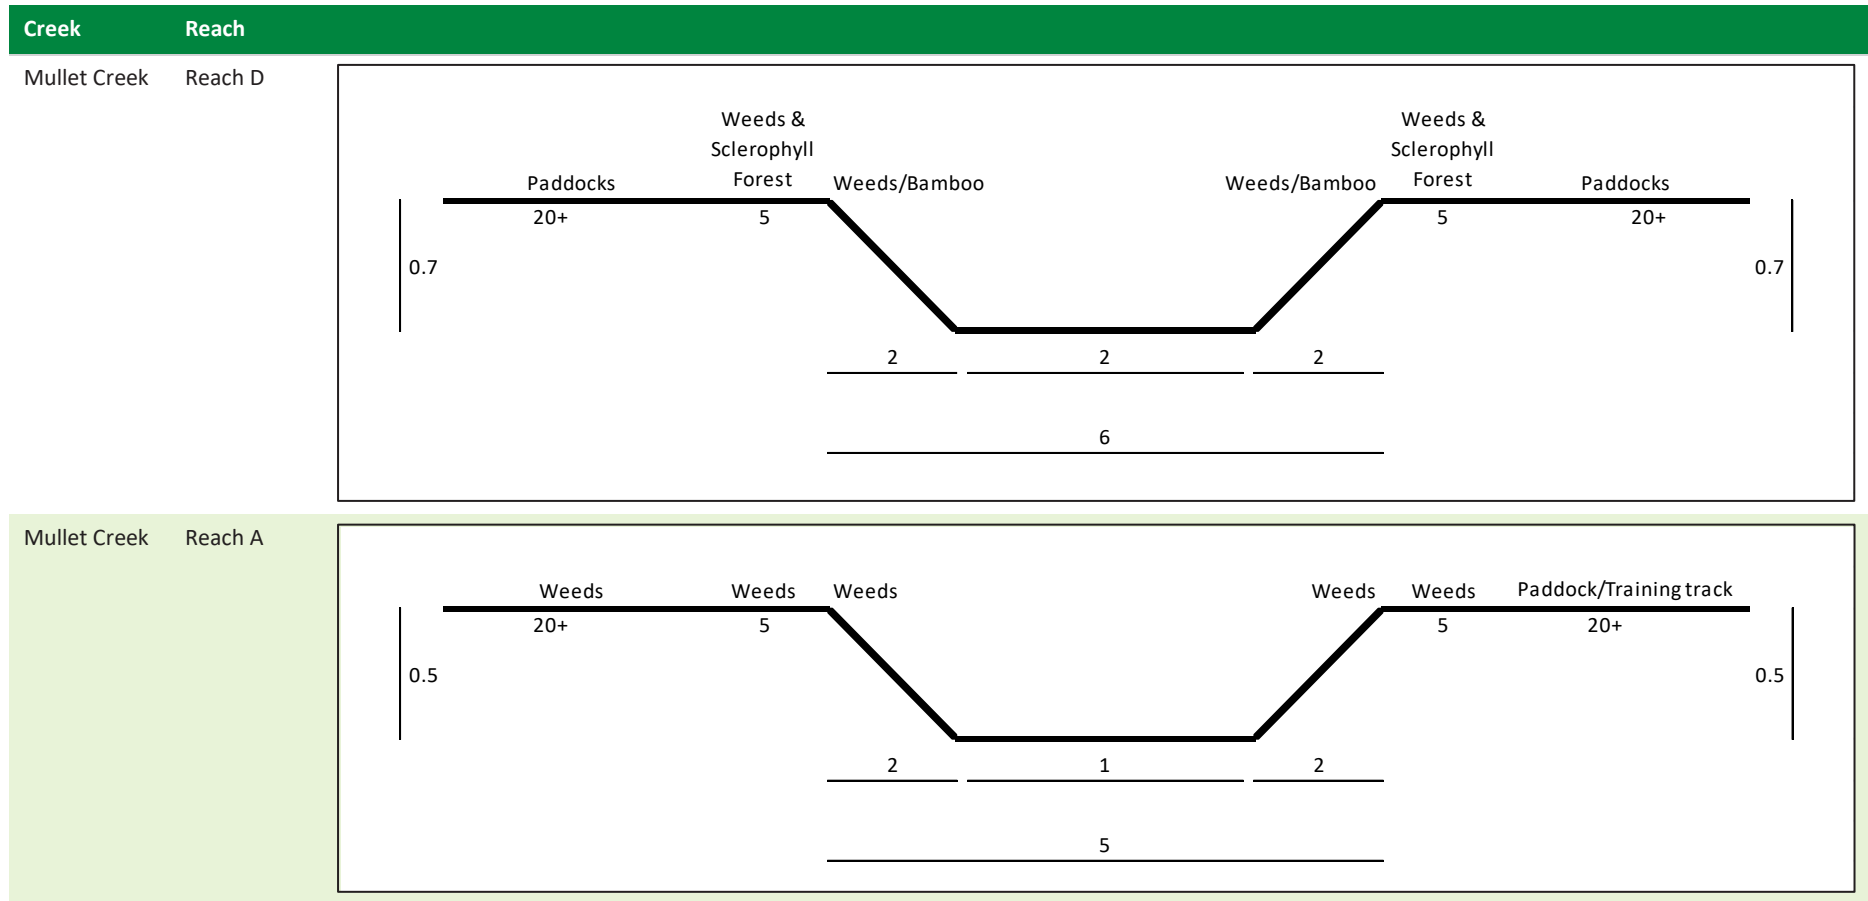 Creek Reach
Mullet Creek Reach D
Weeds &
Sclerophyll
Forest
Weeds &
Sclerophyll
Forest
Paddocks
Weeds/Bamboo
Weeds/Bamboo
Paddocks
20+
5
5
20+
0.7
0.7
2
2
2
6
Mullet Creek Reach A
Weeds
Weeds
Weeds
Weeds
Weeds
Paddock/Training track
20+
5
5
20+
0.5
0.5
2
1
2
5